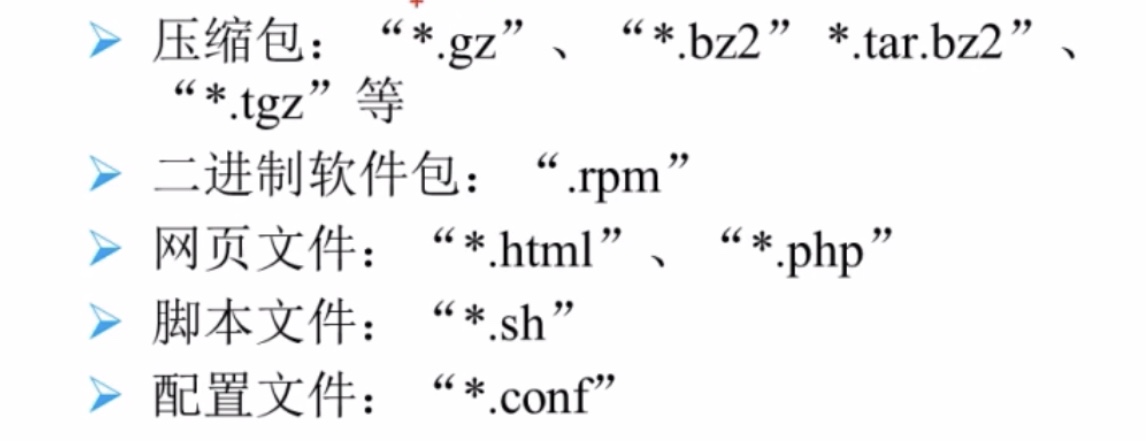 压缩包：“*.gz”、“*.bz2” *.tar.bz2”、
“*.tgz”等
二进制软件包：“.rpm”
网页文件：“*.html”、“*.php”
脚本文件：“*.sh”
配置文件：“*.conf”